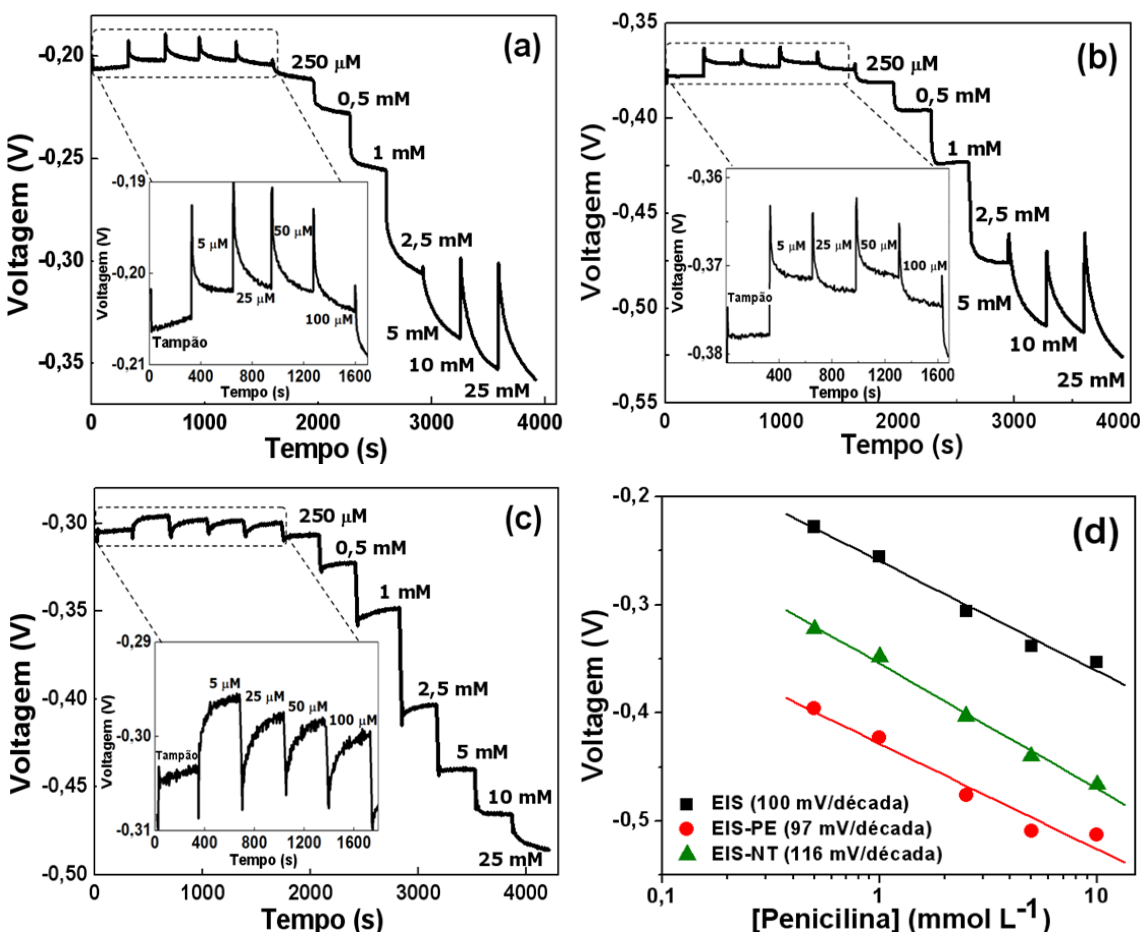 (a)
Voltagem (V)
-0,20
-0,25
-0,30
-0,35
250 µM
0,5 mM
1 mM
2,5 mM
5 mM
10 mM
25 mM
0 1000 2000 3000 4000
Tempo (s)
Voltagem (V)
-0,19
-0,20
-0,21
Tampão
5 µM
25 µM
50 µM
100 µM
0 400 800 1200 1600
Tempo (s)
(b)
Voltagem (V)
-0,35
-0,40
-0,45
-0,50
-0,55
250 µM
0,5 mM
1 mM
2,5 mM
5 mM
10 mM
25 mM
0 1000 2000 3000 4000
Tempo (s)
Voltagem (V)
-0,36
-0,37
-0,38
Tampão
5 µM
25 µM
50 µM
100 µM
400 800 1200 1600
Tempo (s)
(c)
Voltagem (V)
-0,30
-0,35
-0,40
-0,45
-0,50
250 µM
0,5 mM
1 mM
2,5 mM
5 mM
10 mM
25 mM
0 1000 2000 3000 4000
Tempo (s)
Voltagem (V)
-0,29
-0,30
-0,31
Tampão
5 µM
25 µM
50 µM
100 µM
0 400 800 1200 1600
Tempo (s)
(d)
Voltagem (V)
-0,2
-0,3
-0,4
-0,5
EIS (100 mV/década)
EIS-PE (97 mV/década)
EIS-NT (116 mV/década)
0,1 1 10
[Penicilina] (mmol L⁻¹)